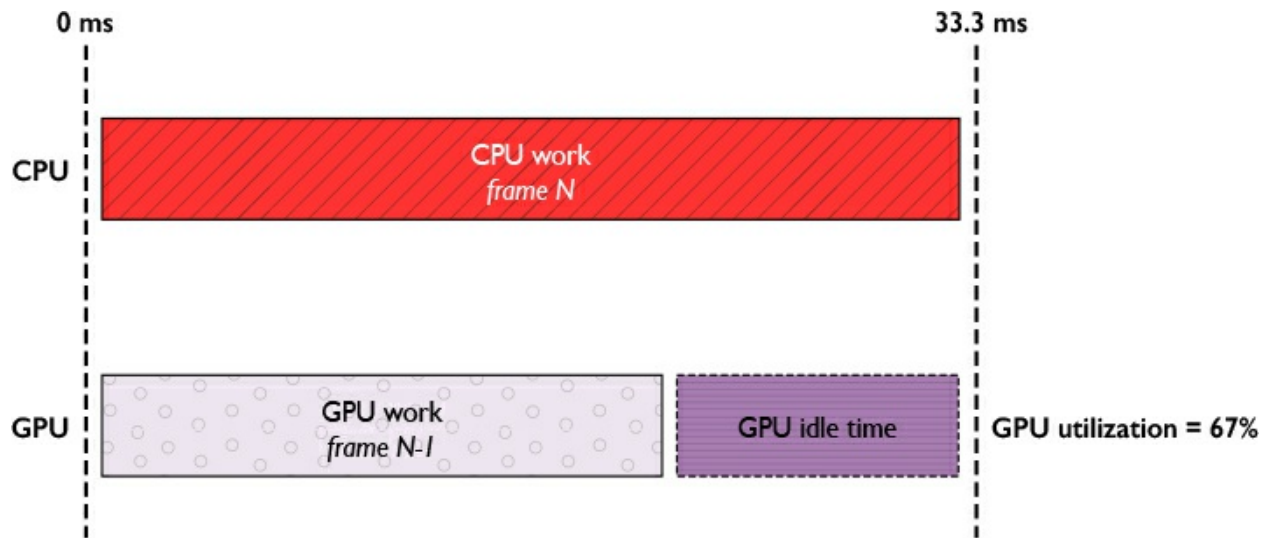 0 ms
33.3 ms
CPU
CPU work
frame N
GPU
GPU work
frame N-1
GPU idle time
GPU utilization = 67%